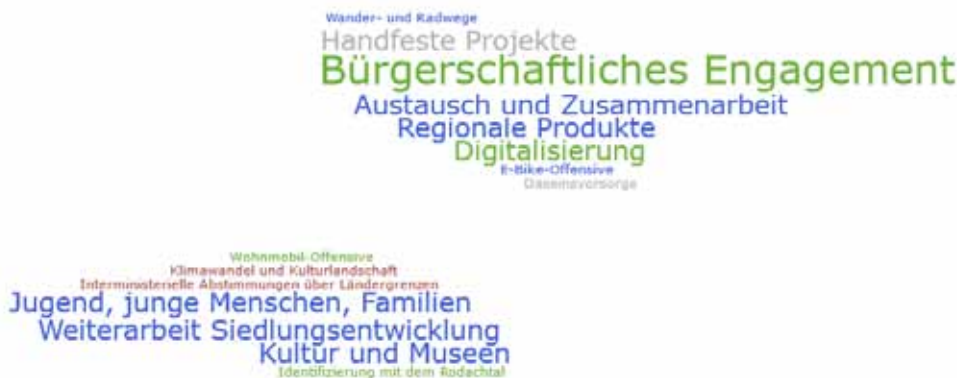 Wander- und Radwege
Handfeste Projekte
Bürgerschaftliches Engagement
Austausch und Zusammenarbeit
Regionale Produkte
Digitalisierung
E-Bike-Offensive
Daseinsvorsorge
Wohnmobil-Offensive
Klimawandel und Kulturlandschaft
Interministerielle Abstimmungen über Ländergrenzen
Jugend, junge Menschen, Familien
Weiterarbeit Siedlungsentwicklung
Kultur und Museen
Identifizierung mit dem Rodachtal